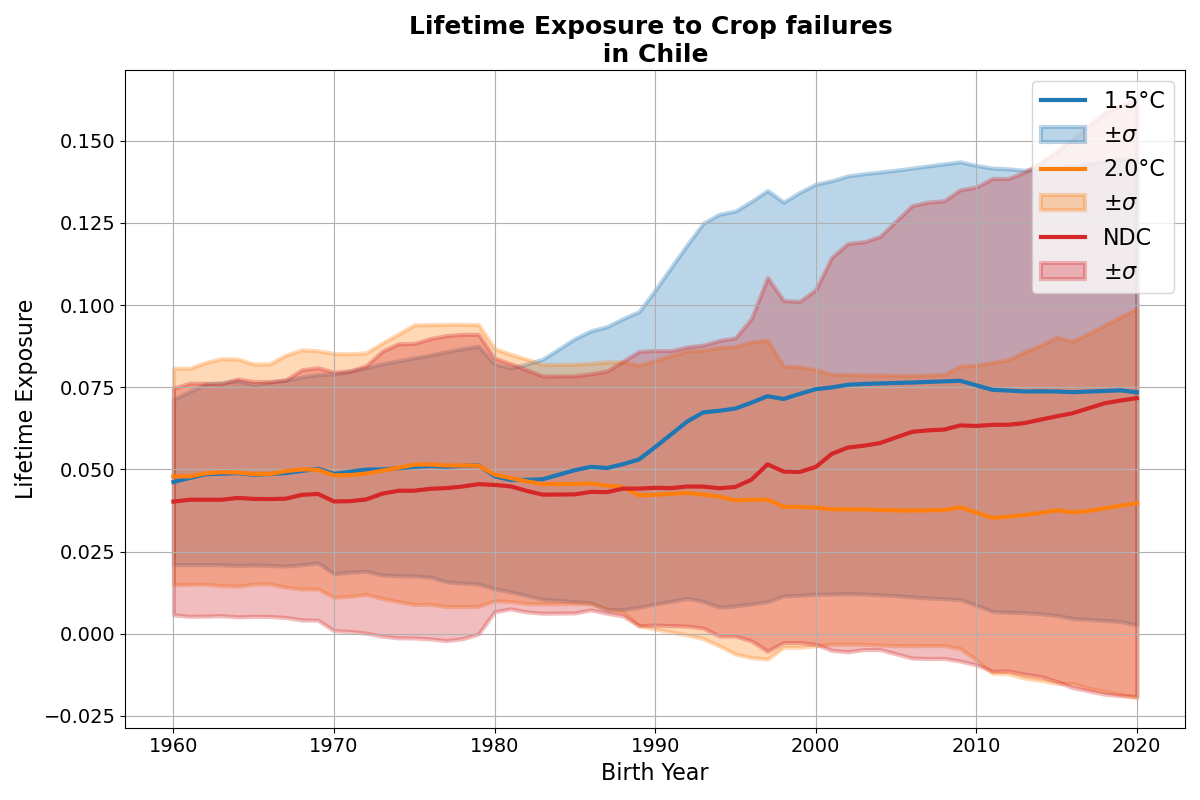 Lifetime Exposure to Crop failures
in Chile
1.5°C
±σ
2.0°C
±σ
NDC
±σ
Lifetime Exposure
0.150
0.125
0.100
0.075
0.050
0.025
0.000
−0.025
1960 1970 1980 1990 2000 2010 2020
Birth Year